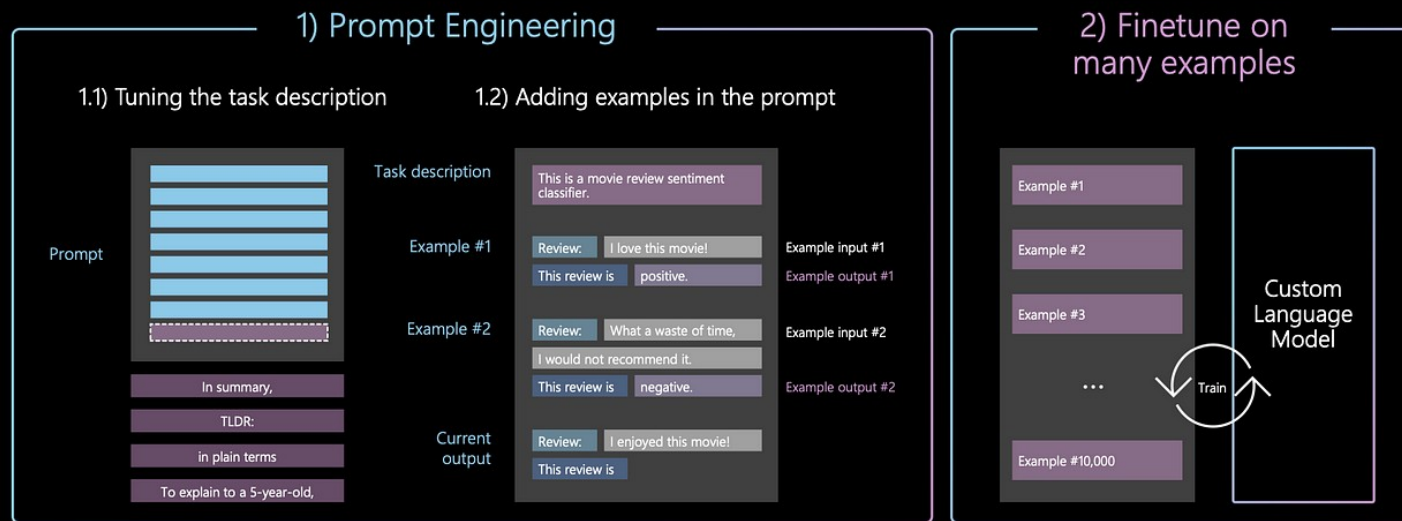 1) Prompt Engineering
1.1) Tuning the task description
Prompt
In summary,
TLDR:
in plain terms
To explain to a 5-year-old,
1.2) Adding examples in the prompt
Task description
This is a movie review sentiment
classifier.
Example #1
Review: I love this movie!
Example input #1
This review is positive.
Example output #1
Example #2
Review: What a waste of time,
Example input #2
I would not recommend it.
This review is negative.
Example output #2
Current
output
Review: I enjoyed this movie!
This review is
2) Finetune on
many examples
Example #1
Example #2
Example #3
...
Example #10,000
Train
Custom
Language
Model